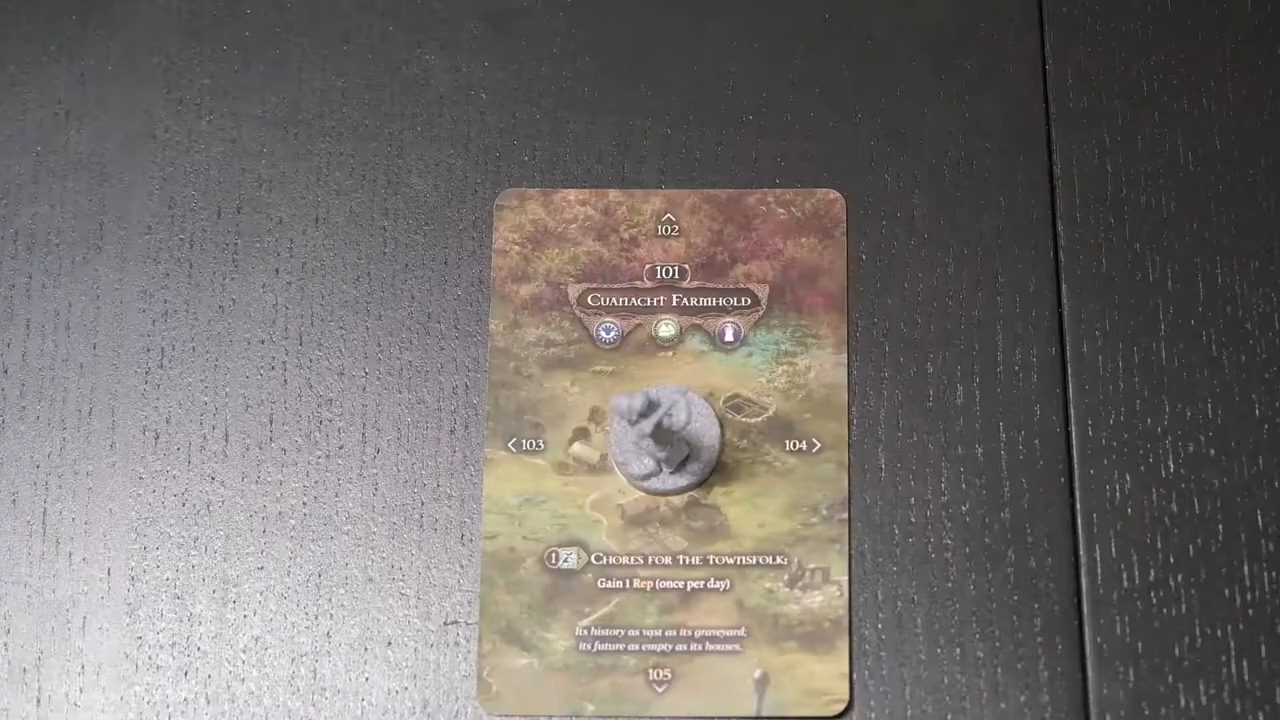 102
101
Cuanacht Farmhold
103
104
1 Chores for the Townsfolk:
Gain 1 Rep (once per day)
Its history as vast as its graveyard;
its future as empty as its houses.
105